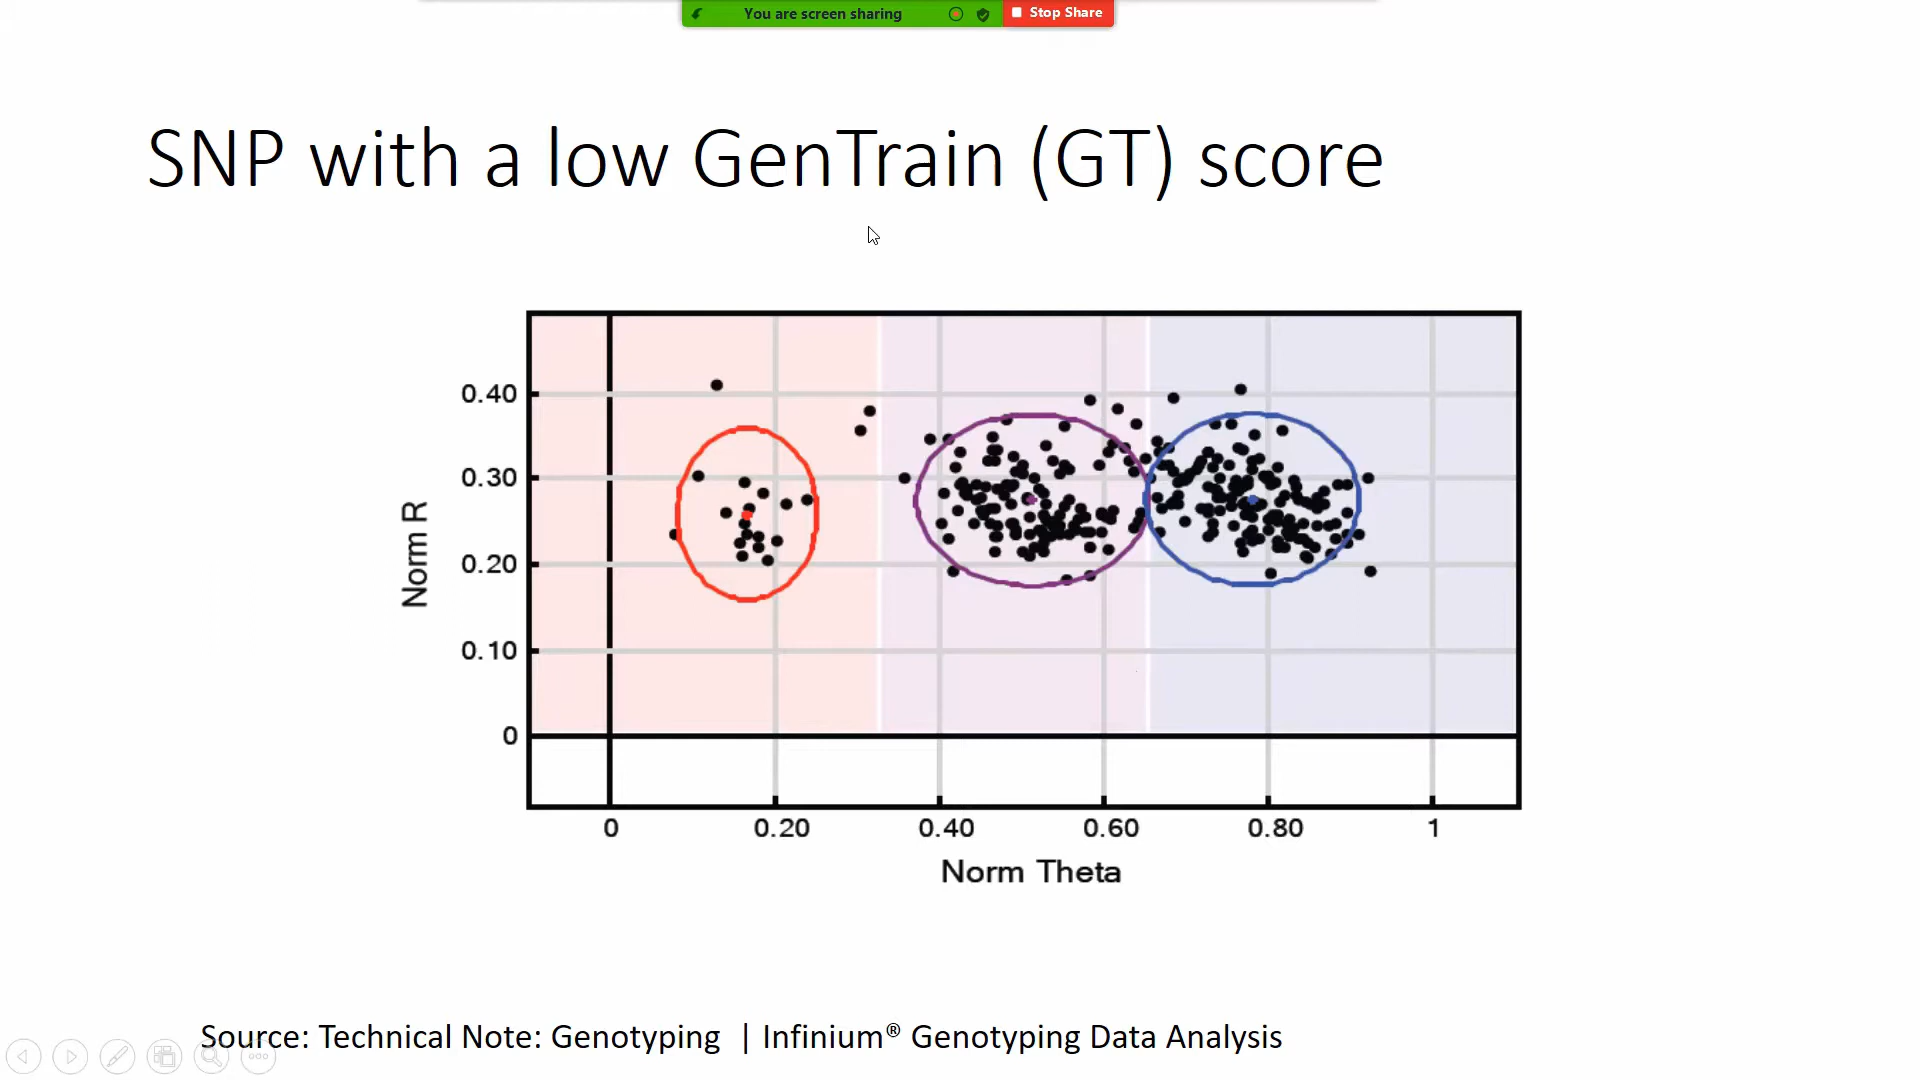 You are screen sharing
Stop Share
SNP with a low GenTrain (GT) score
0.40
0.30
0.20
0.10
0
Norm R
0 0.20 0.40 0.60 0.80 1
Norm Theta
Source: Technical Note: Genotyping | Infinium® Genotyping Data Analysis